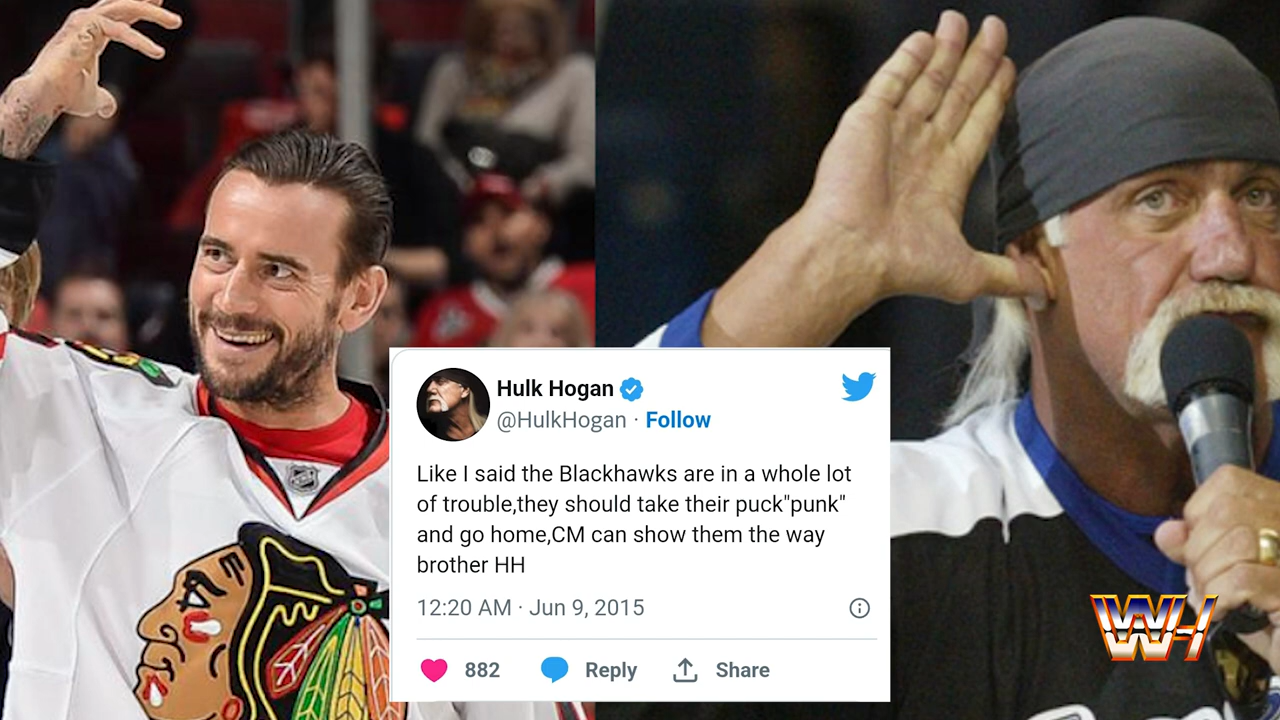 Hulk Hogan
@HulkHogan · Follow
Like I said the Blackhawks are in a whole lot
of trouble,they should take their puck"punk"
and go home,CM can show them the way
brother HH
12:20 AM · Jun 9, 2015
882 Reply Share
NHL
WH